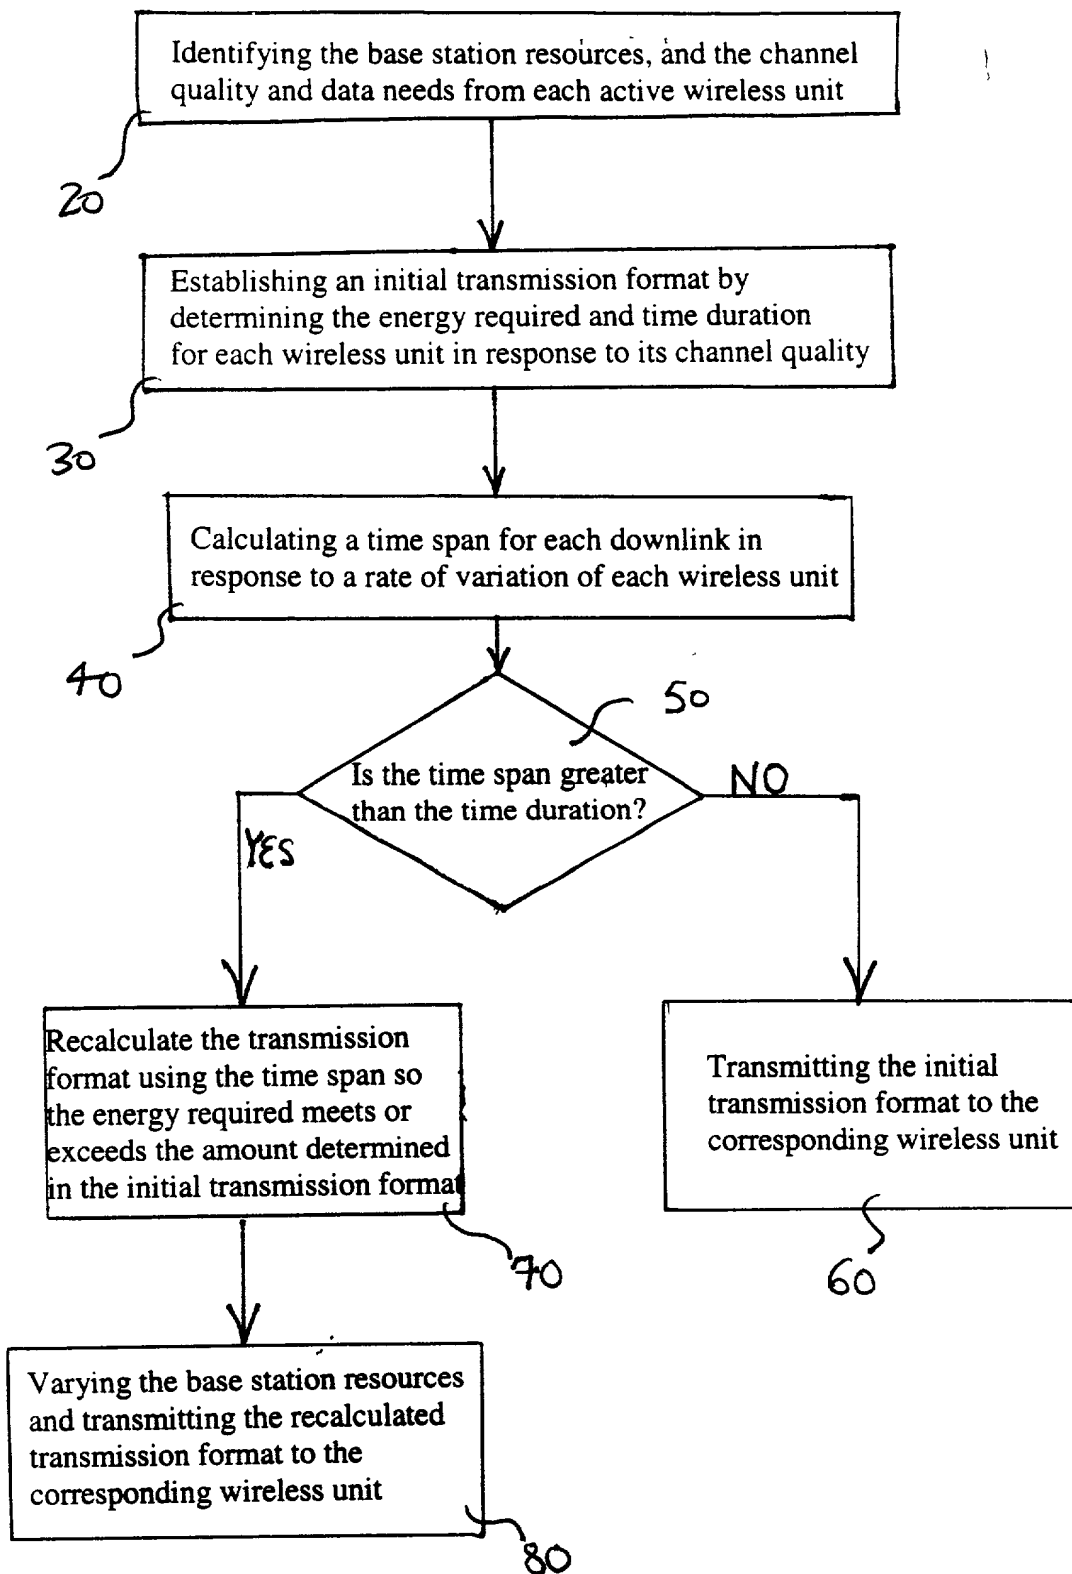 Identifying the base station resources, and the channel
quality and data needs from each active wireless unit
20
Establishing an initial transmission format by
determining the energy required and time duration
for each wireless unit in response to its channel quality
30
Calculating a time span for each downlink in
response to a rate of variation of each wireless unit
40
50
Is the time span greater
than the time duration?
NO
YES
Recalculate the transmission
format using the time span so
the energy required meets or
exceeds the amount determined
in the initial transmission format
70
Transmitting the initial
transmission format to the
corresponding wireless unit
60
Varying the base station resources
and transmitting the recalculated
transmission format to the
corresponding wireless unit
80